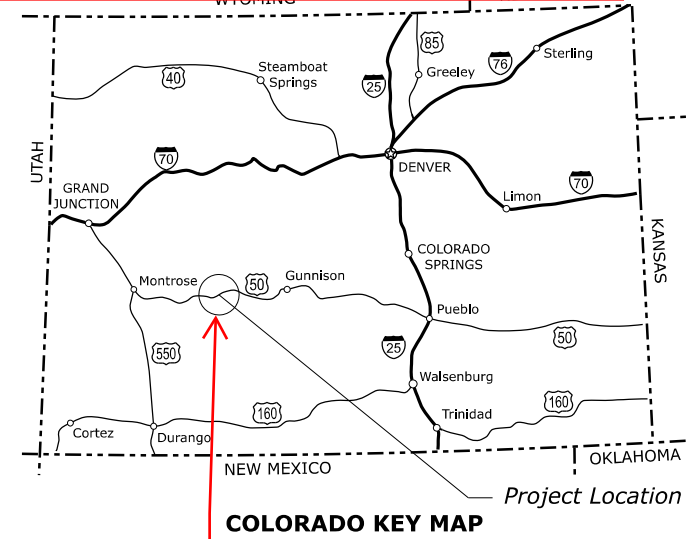 WYOMING
85
Sterling
76
Steamboat
Springs
Greeley
40
25
UTAH
70
DENVER
GRAND
JUNCTION
Limon
70
KANSAS
COLORADO
SPRINGS
Montrose
50
Gunnison
Pueblo
550
25
50
Walsenburg
160
160
Trinidad
Cortez
Durango
NEW MEXICO
OKLAHOMA
Project Location
COLORADO KEY MAP